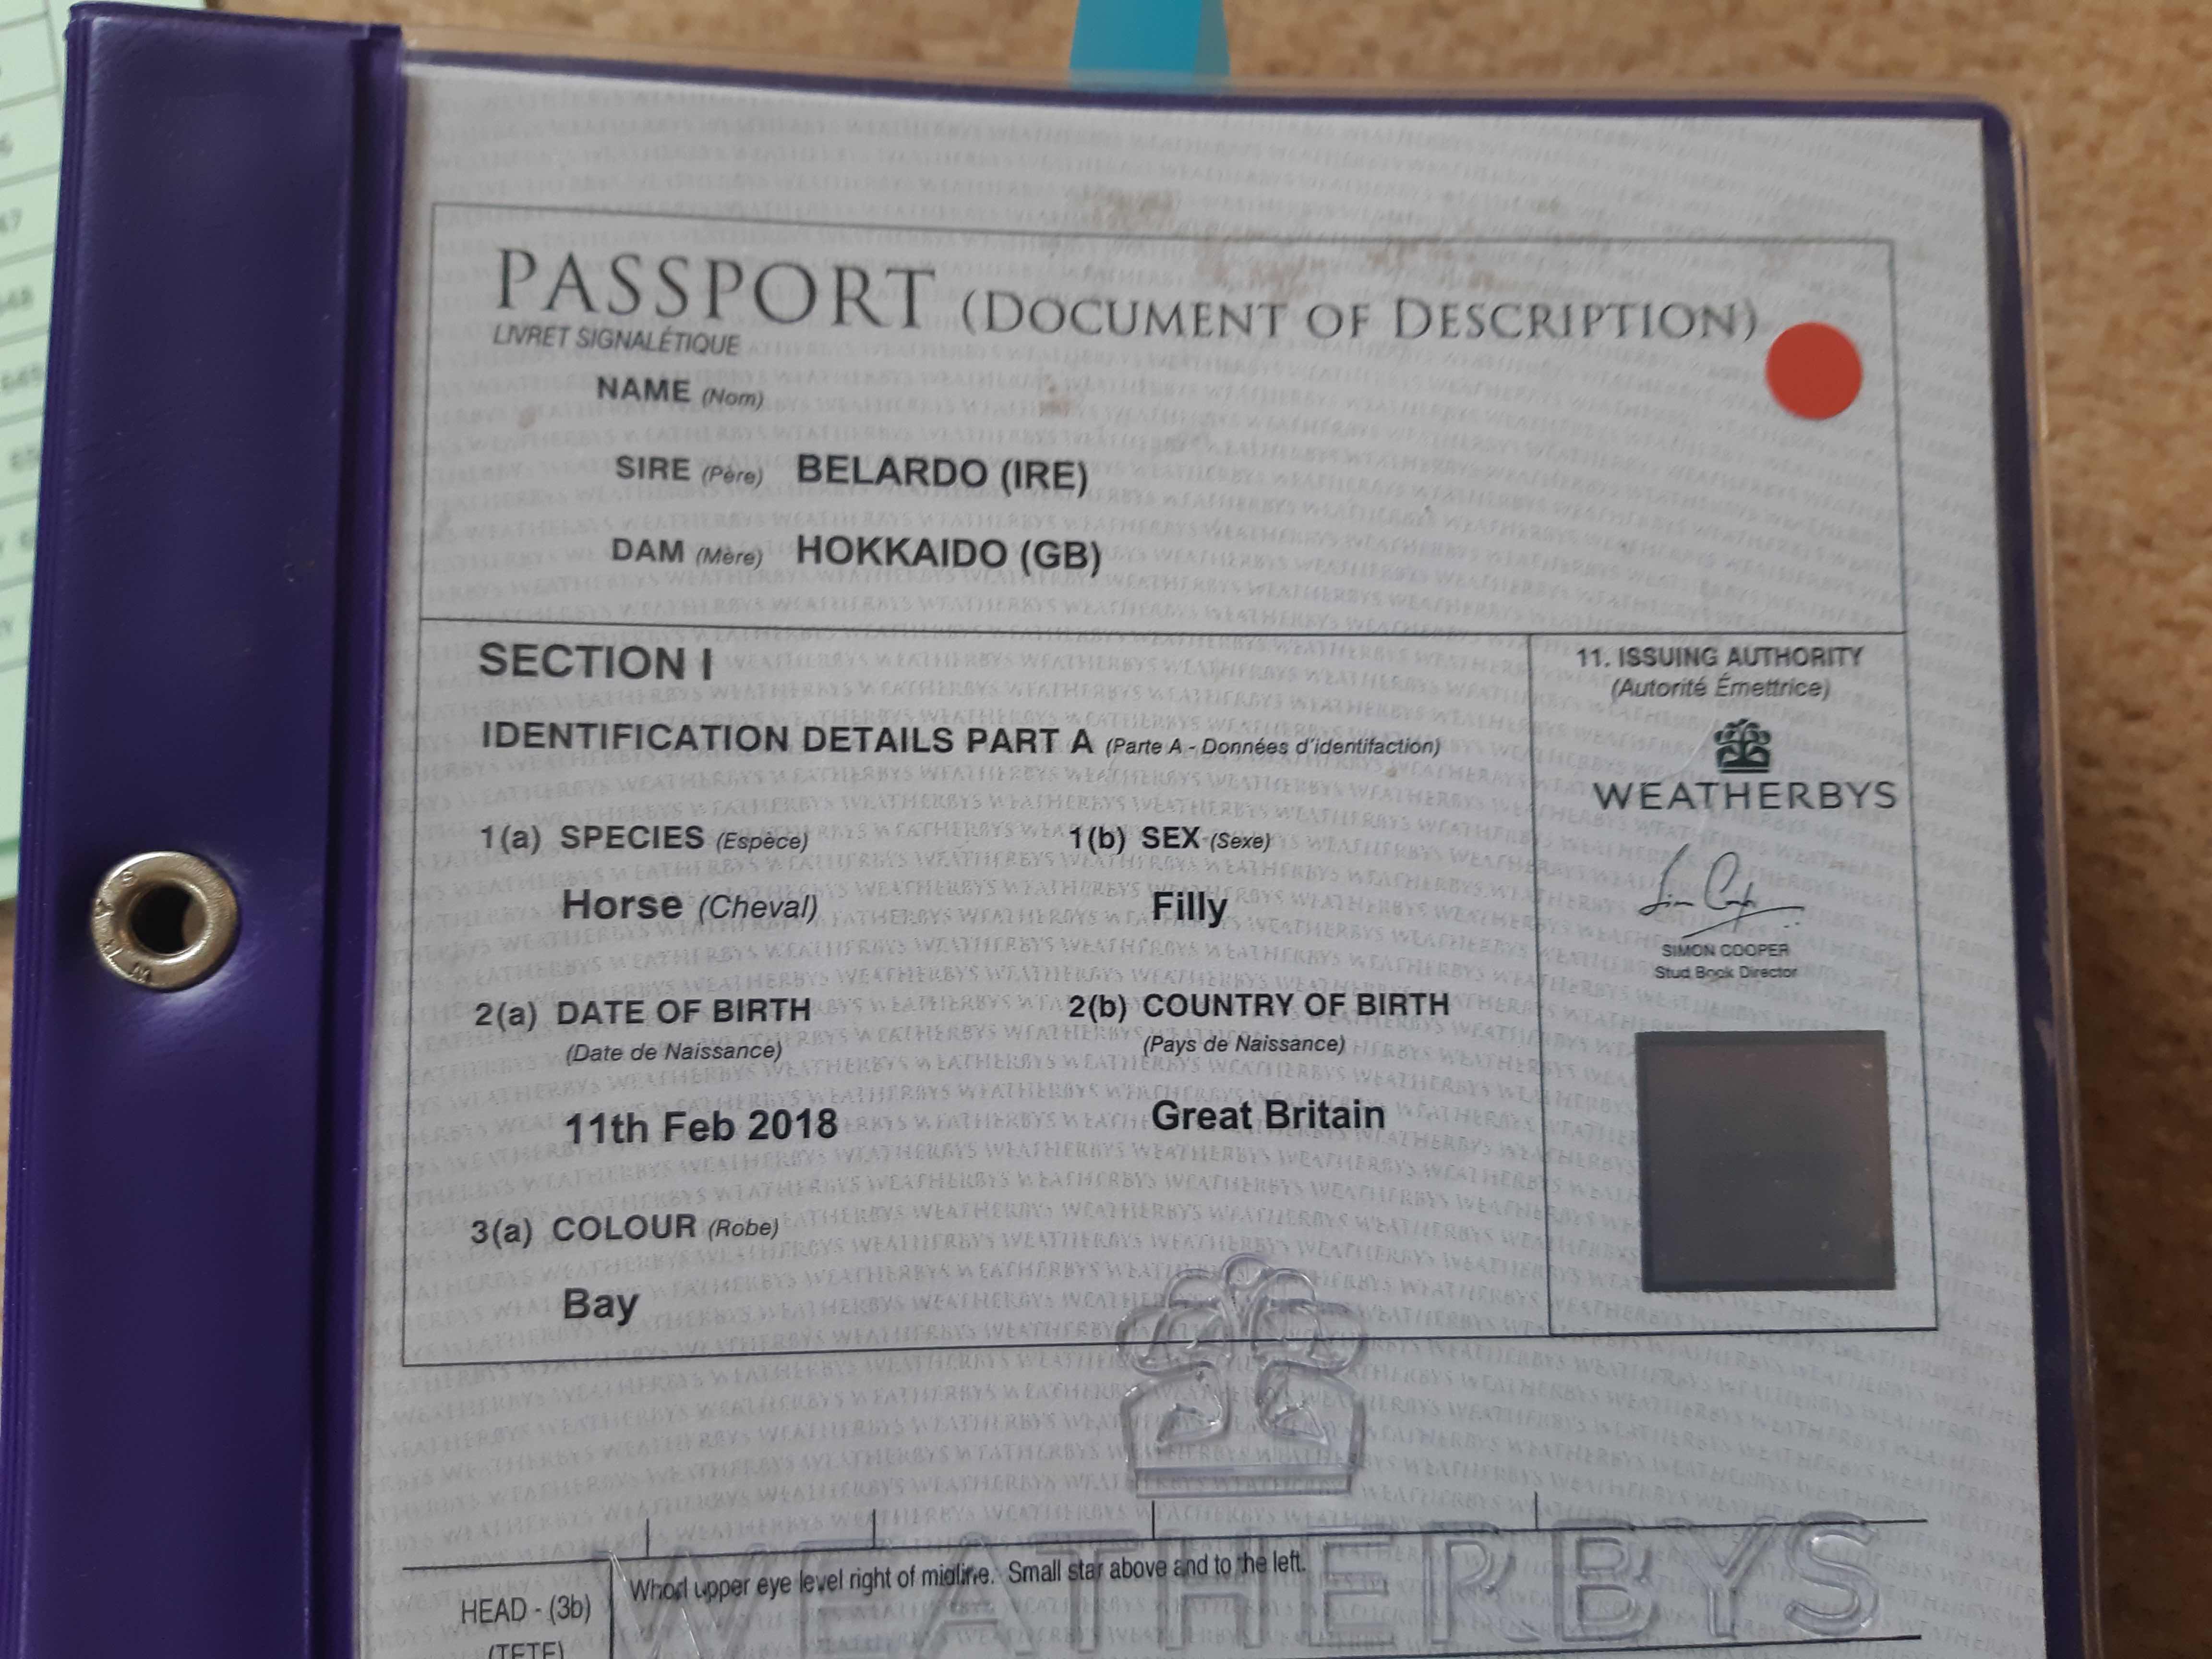 PASSPORT (DOCUMENT OF DESCRIPTION)
LIVRET SIGNALÉTIQUE
NAME (Nom)
SIRE (Père) BELARDO (IRE)
DAM (Mère) HOKKAIDO (GB)
SECTION I
IDENTIFICATION DETAILS PART A (Parte A - Données d'identifaction)
1(a) SPECIES (Espèce) 1(b) SEX (Sexe)
Horse (Cheval) Filly
2(a) DATE OF BIRTH 2(b) COUNTRY OF BIRTH
(Date de Naissance) (Pays de Naissance)
11th Feb 2018 Great Britain
3(a) COLOUR (Robe)
Bay
11. ISSUING AUTHORITY
(Autorité Émettrice)
WEATHERBYS
SIMON COOPER
Stud Book Director
WEATHERBYS
HEAD - (3b) Whorl upper eye level right of midline. Small star above and to the left.
(TETE)